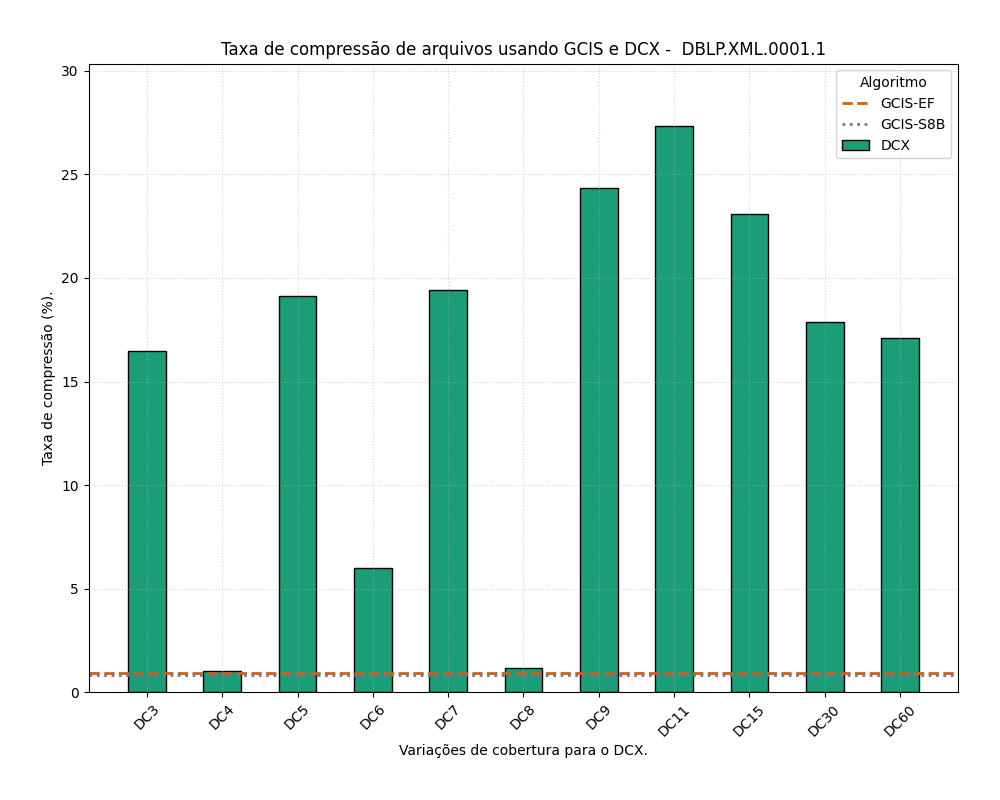 Taxa de compressão de arquivos usando GCIS e DCX -  DBLP.XML.0001.1
Algoritmo
GCIS-EF
GCIS-S8B
DCX
Taxa de compressão (%).
30
25
20
15
10
5
0
DC3
DC4
DC5
DC6
DC7
DC8
DC9
DC11
DC15
DC30
DC60
Variações de cobertura para o DCX.